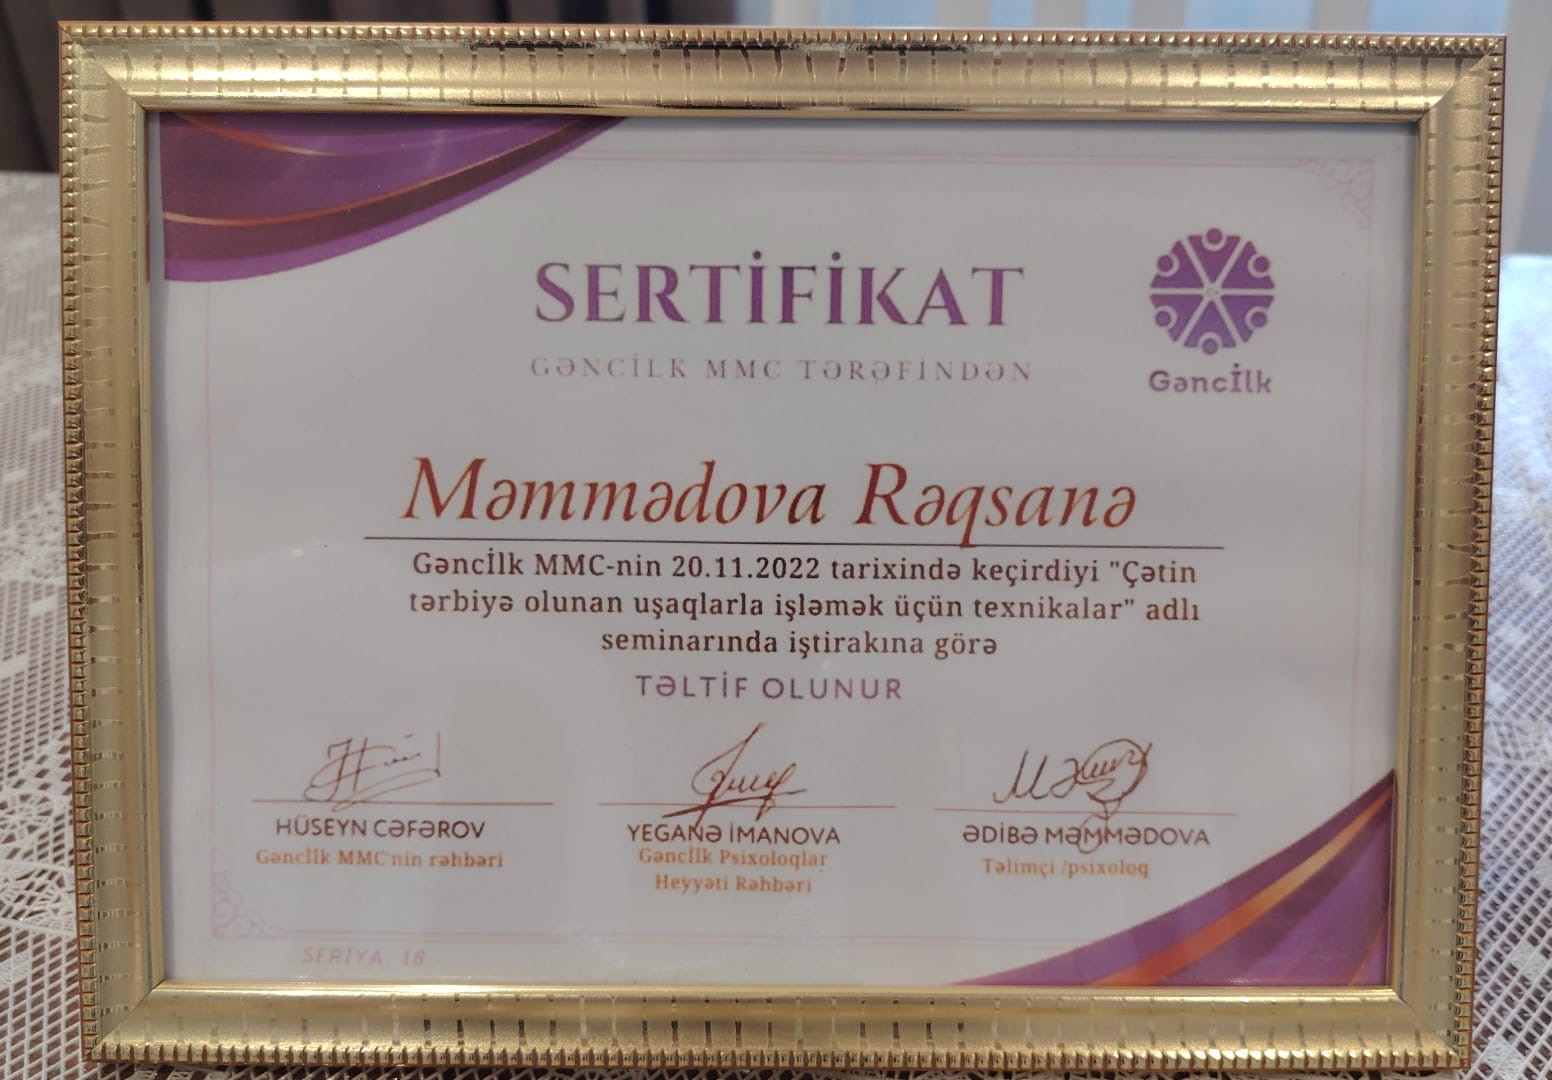 SERTİFİKAT
GƏNCİLK MMC TƏRƏFİNDƏN
Gəncİlk
Məmmədova Rəqsanə
Gəncİlk MMC-nin 20.11.2022 tarixində keçirdiyi "Çətin
tərbiyə olunan uşaqlarla işləmək üçün texnikalar" adlı
seminarında iştirakına görə
TƏLTİF OLUNUR
HÜSEYN CƏFƏROV
Gəncİlk MMC'nin rəhbəri
YEGANƏ İMANOVA
Gəncİlk Psixoloqlar
Heyyəti Rəhbəri
ƏDİBƏ MƏMMƏDOVA
Təlimçi /psixoloq
SERİYA 18